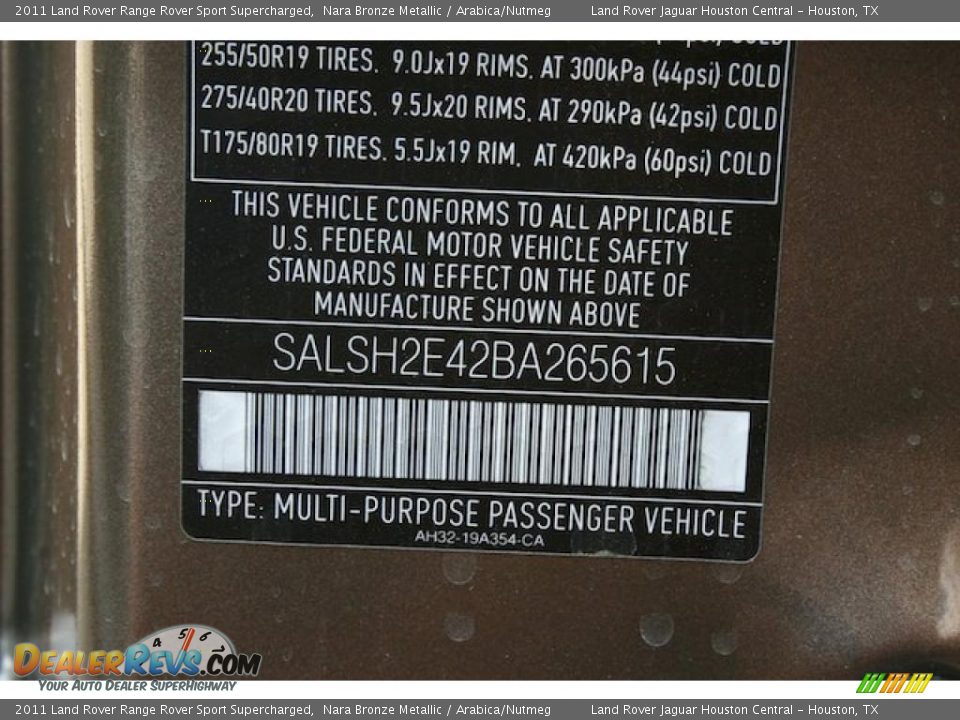 2011 Land Rover Range Rover Sport Supercharged,  Nara Bronze Metallic / Arabica/Nutmeg  Land Rover Jaguar Houston Central - Houston, TX
255/50R19 TIRES. 9.0Jx19 RIMS. AT 300kPa (44psi) COLD
275/40R20 TIRES. 9.5Jx20 RIMS. AT 290kPa (42psi) COLD
T175/80R19 TIRES. 5.5Jx19 RIM. AT 420kPa (60psi) COLD
THIS VEHICLE CONFORMS TO ALL APPLICABLE
U.S. FEDERAL MOTOR VEHICLE SAFETY
STANDARDS IN EFFECT ON THE DATE OF
MANUFACTURE SHOWN ABOVE
SALSH2E42BA265615
TYPE: MULTI-PURPOSE PASSENGER VEHICLE
AH32-19A354-CA
4 5 6
DEALERREVS.COM
YOUR AUTO DEALER SUPERHIGHWAY
2011 Land Rover Range Rover Sport Supercharged,  Nara Bronze Metallic / Arabica/Nutmeg  Land Rover Jaguar Houston Central - Houston, TX